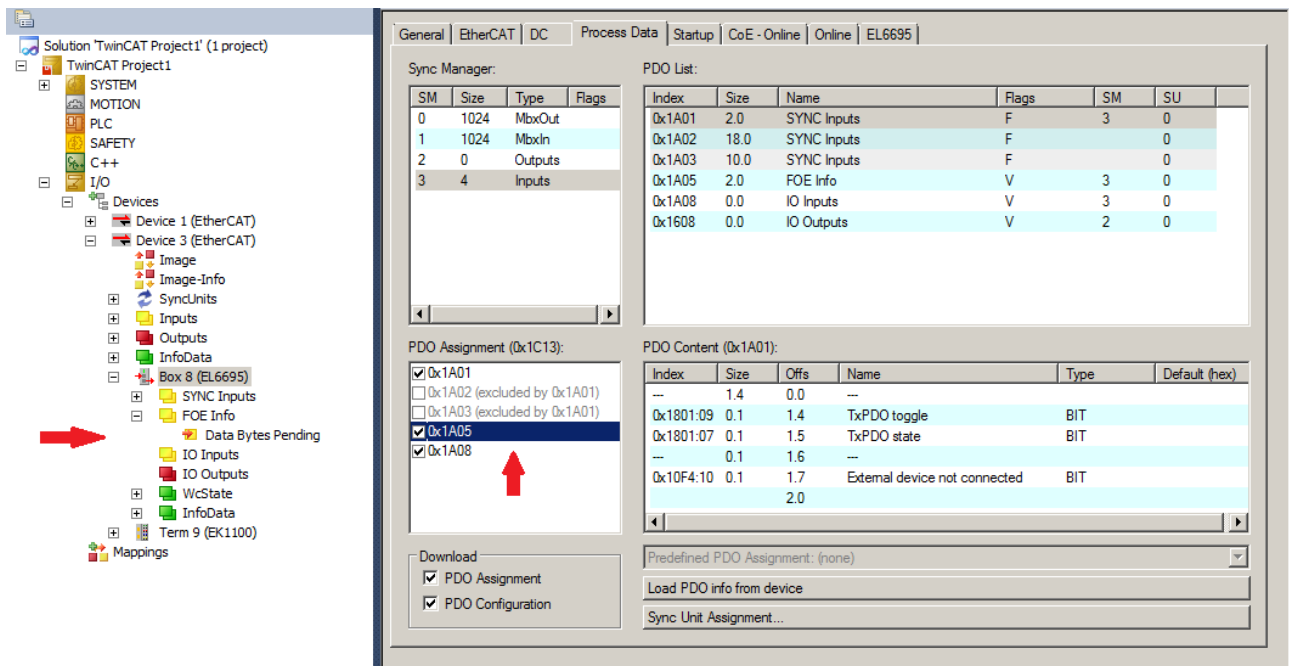 Solution 'TwinCAT Project1' (1 project)
TwinCAT Project1
SYSTEM
MOTION
PLC
SAFETY
C++
I/O
Devices
Device 1 (EtherCAT)
Device 3 (EtherCAT)
Image
Image-Info
SyncUnits
Inputs
Outputs
InfoData
Box 8 (EL6695)
SYNC Inputs
FOE Info
Data Bytes Pending
IO Inputs
IO Outputs
WcState
InfoData
Term 9 (EK1100)
Mappings
General EtherCAT DC Process Data Startup CoE - Online Online EL6695
Sync Manager:
SM Size Type Flags
0 1024 MbxOut
1 1024 MbxIn
2 0 Outputs
3 4 Inputs
PDO List:
Index Size Name Flags SM SU
0x1A01 2.0 SYNC Inputs F 3 0
0x1A02 18.0 SYNC Inputs F 0
0x1A03 10.0 SYNC Inputs F 0
0x1A05 2.0 FOE Info V 3 0
0x1A08 0.0 IO Inputs V 3 0
0x1608 0.0 IO Outputs V 2 0
PDO Assignment (0x1C13):
0x1A01
0x1A02 (excluded by 0x1A01)
0x1A03 (excluded by 0x1A01)
0x1A05
0x1A08
PDO Content (0x1A01):
Index Size Offs Name Type Default (hex)
--- 1.4 0.0 ---
0x1801:09 0.1 1.4 TxPDO toggle BIT
0x1801:07 0.1 1.5 TxPDO state BIT
--- 0.1 1.6 ---
0x10F4:10 0.1 1.7 External device not connected BIT
2.0
Download
PDO Assignment
PDO Configuration
Predefined PDO Assignment: (none)
Load PDO info from device
Sync Unit Assignment...